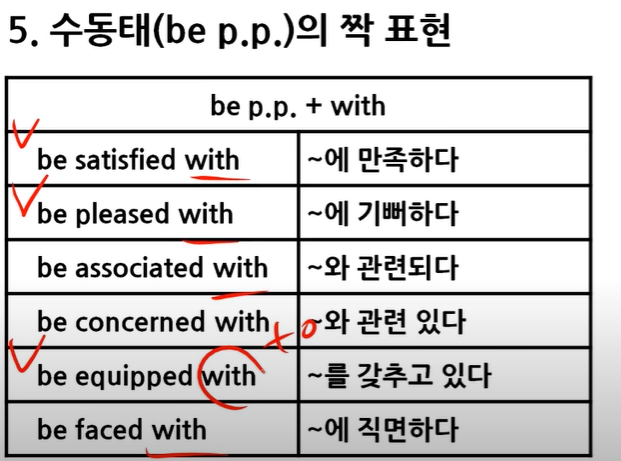 5. 수동태(be p.p.)의 짝 표현
be p.p. + with
be satisfied with ~에 만족하다
be pleased with ~에 기뻐하다
be associated with ~와 관련되다
be concerned with ~와 관련 있다
be equipped with ~를 갖추고 있다
be faced with ~에 직면하다